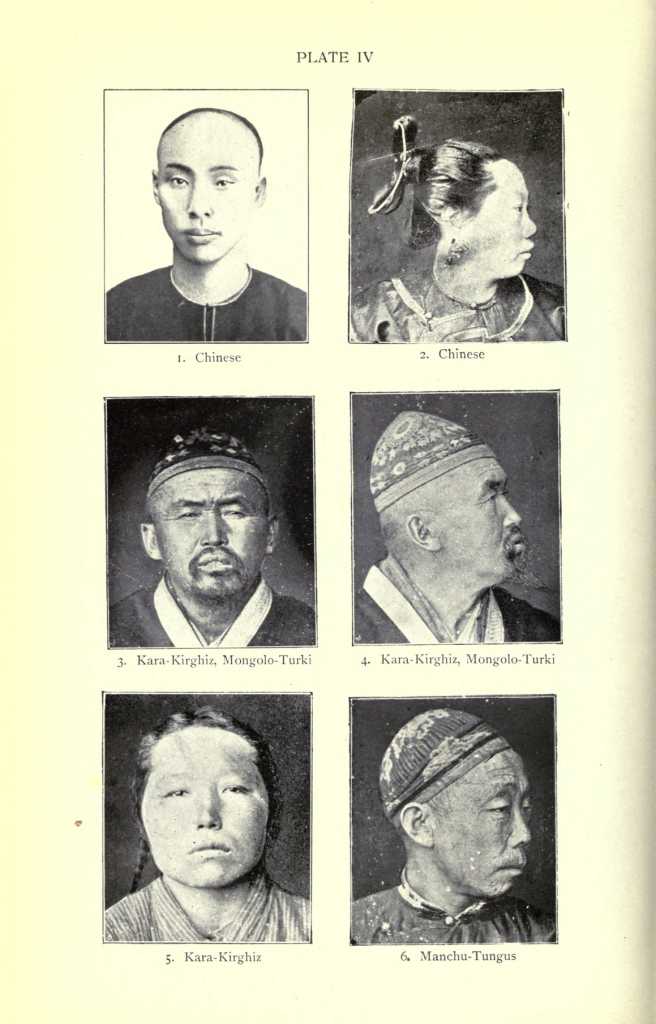 PLATE IV
1. Chinese
2. Chinese
3. Kara-Kirghiz, Mongolo-Turki
4. Kara-Kirghiz, Mongolo-Turki
5. Kara-Kirghiz
6. Manchu-Tungus